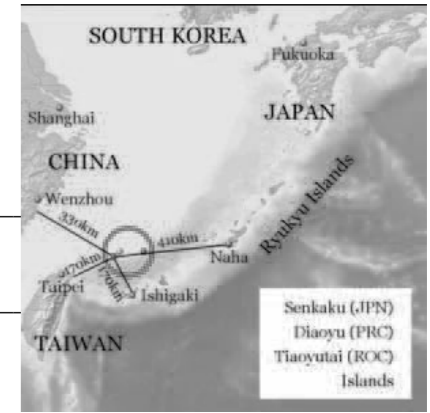 SOUTH KOREA
Fukuoka
JAPAN
Shanghai
CHINA
Wenzhou
330km
410km
Ryukyu Islands
Naha
170km
170km
Taipei
Ishigaki
TAIWAN
Senkaku (JPN)
Diaoyu (PRC)
Tiaoyutai (ROC)
Islands